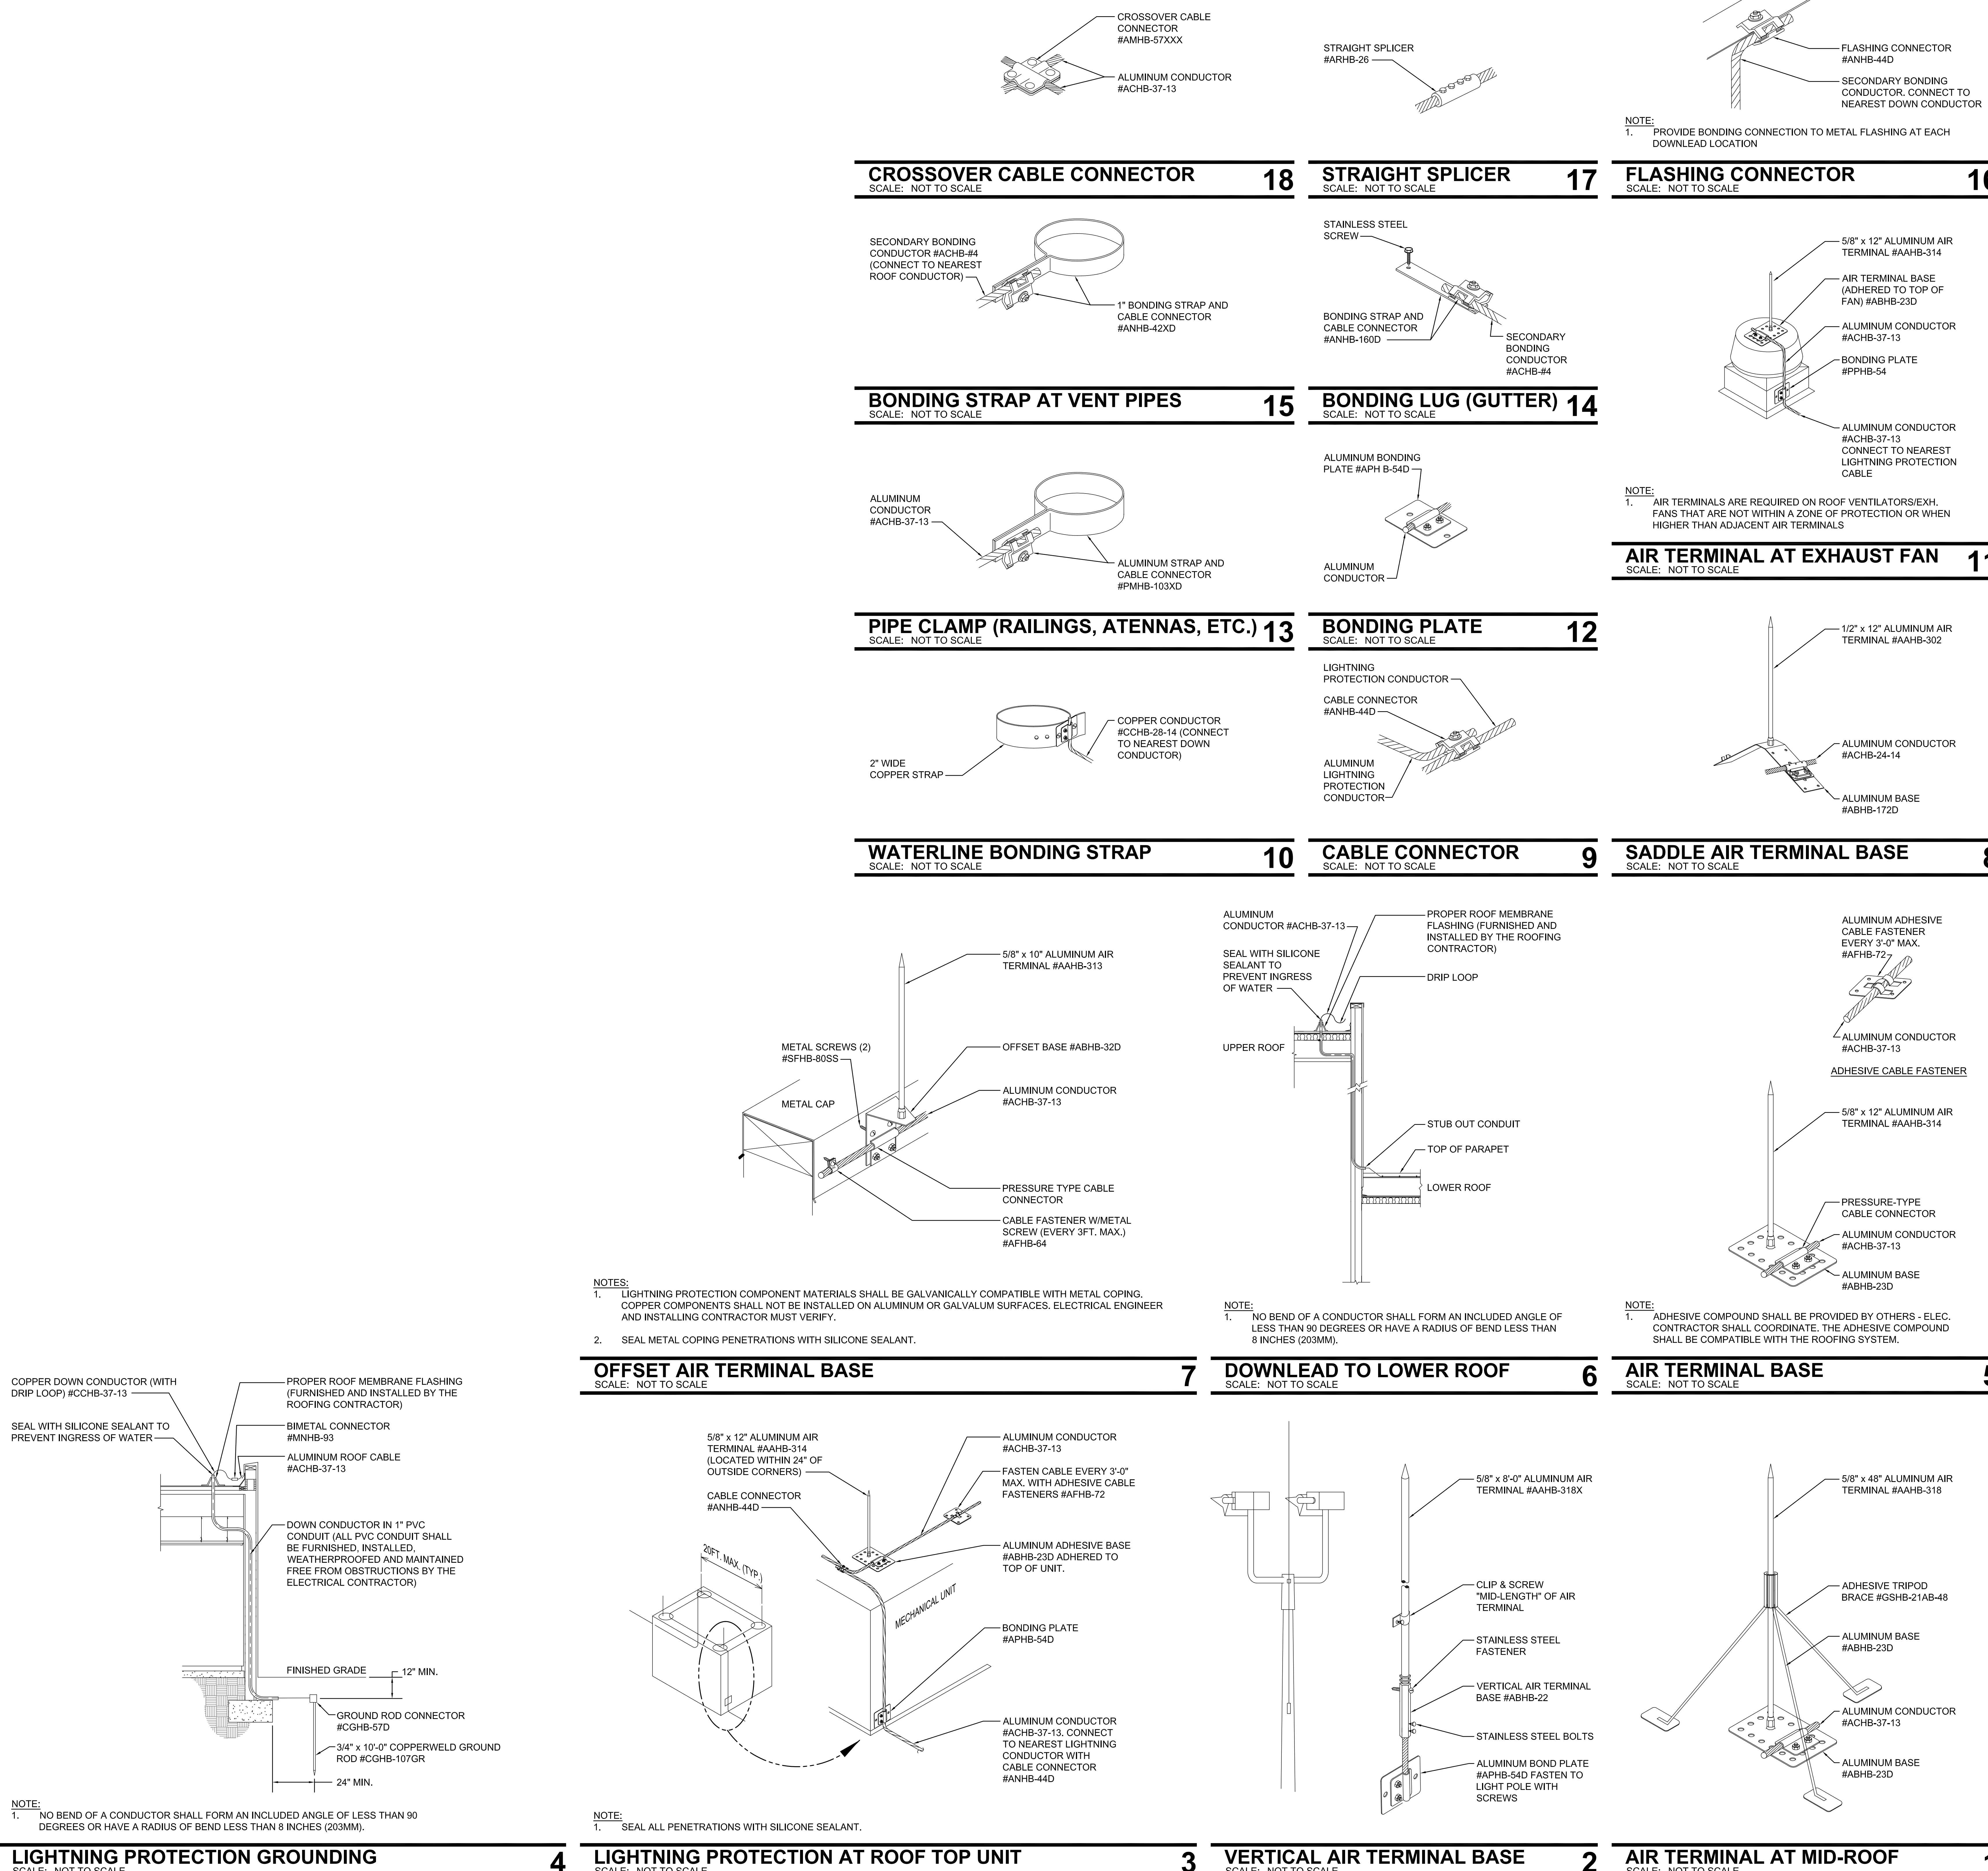 CROSSOVER CABLE
CONNECTOR
#AMHB-57XXX
ALUMINUM CONDUCTOR
#ACHB-37-13
CROSSOVER CABLE CONNECTOR 18
SCALE: NOT TO SCALE
STRAIGHT SPLICER
#ARHB-26
STRAIGHT SPLICER 17
SCALE: NOT TO SCALE
FLASHING CONNECTOR
#ANHB-44D
SECONDARY BONDING
CONDUCTOR. CONNECT TO
NEAREST DOWN CONDUCTOR
NOTE:
1. PROVIDE BONDING CONNECTION TO METAL FLASHING AT EACH
DOWNLEAD LOCATION
FLASHING CONNECTOR
SCALE: NOT TO SCALE
SECONDARY BONDING
CONDUCTOR #ACHB-#4
(CONNECT TO NEAREST
ROOF CONDUCTOR)
1" BONDING STRAP AND
CABLE CONNECTOR
#ANHB-42XD
BONDING STRAP AT VENT PIPES 15
SCALE: NOT TO SCALE
STAINLESS STEEL
SCREW
BONDING STRAP AND
CABLE CONNECTOR
#ANHB-160D
SECONDARY
BONDING
CONDUCTOR
#ACHB-#4
BONDING LUG (GUTTER) 14
SCALE: NOT TO SCALE
5/8" x 12" ALUMINUM AIR
TERMINAL #AAHB-314
AIR TERMINAL BASE
(ADHERED TO TOP OF
FAN) #ABHB-23D
ALUMINUM CONDUCTOR
#ACHB-37-13
BONDING PLATE
#PPHB-54
ALUMINUM CONDUCTOR
#ACHB-37-13
CONNECT TO NEAREST
LIGHTNING PROTECTION
CABLE
NOTE:
1. AIR TERMINALS ARE REQUIRED ON ROOF VENTILATORS/EXH.
FANS THAT ARE NOT WITHIN A ZONE OF PROTECTION OR WHEN
HIGHER THAN ADJACENT AIR TERMINALS
AIR TERMINAL AT EXHAUST FAN
SCALE: NOT TO SCALE
ALUMINUM
CONDUCTOR
#ACHB-37-13
ALUMINUM STRAP AND
CABLE CONNECTOR
#PMHB-103XD
PIPE CLAMP (RAILINGS, ATENNAS, ETC.) 13
SCALE: NOT TO SCALE
ALUMINUM BONDING
PLATE #APH B-54D
ALUMINUM
CONDUCTOR
BONDING PLATE 12
SCALE: NOT TO SCALE
2" WIDE
COPPER STRAP
COPPER CONDUCTOR
#CCHB-28-14 (CONNECT
TO NEAREST DOWN
CONDUCTOR)
WATERLINE BONDING STRAP 10
SCALE: NOT TO SCALE
LIGHTNING
PROTECTION CONDUCTOR
CABLE CONNECTOR
#ANHB-44D
ALUMINUM
LIGHTNING
PROTECTION
CONDUCTOR
CABLE CONNECTOR 9
SCALE: NOT TO SCALE
1/2" x 12" ALUMINUM AIR
TERMINAL #AAHB-302
ALUMINUM CONDUCTOR
#ACHB-24-14
ALUMINUM BASE
#ABHB-172D
SADDLE AIR TERMINAL BASE
SCALE: NOT TO SCALE
5/8" x 10" ALUMINUM AIR
TERMINAL #AAHB-313
METAL SCREWS (2)
#SFHB-80SS
OFFSET BASE #ABHB-32D
ALUMINUM CONDUCTOR
#ACHB-37-13
METAL CAP
PRESSURE TYPE CABLE
CONNECTOR
CABLE FASTENER W/METAL
SCREW (EVERY 3FT. MAX.)
#AFHB-64
NOTES:
1. LIGHTNING PROTECTION COMPONENT MATERIALS SHALL BE GALVANICALLY COMPATIBLE WITH METAL COPING.
COPPER COMPONENTS SHALL NOT BE INSTALLED ON ALUMINUM OR GALVALUM SURFACES. ELECTRICAL ENGINEER
AND INSTALLING CONTRACTOR MUST VERIFY.
2. SEAL METAL COPING PENETRATIONS WITH SILICONE SEALANT.
OFFSET AIR TERMINAL BASE 7
SCALE: NOT TO SCALE
ALUMINUM
CONDUCTOR #ACHB-37-13
SEAL WITH SILICONE
SEALANT TO
PREVENT INGRESS
OF WATER
PROPER ROOF MEMBRANE
FLASHING (FURNISHED AND
INSTALLED BY THE ROOFING
CONTRACTOR)
DRIP LOOP
UPPER ROOF
STUB OUT CONDUIT
TOP OF PARAPET
LOWER ROOF
NOTE:
1. NO BEND OF A CONDUCTOR SHALL FORM AN INCLUDED ANGLE OF
LESS THAN 90 DEGREES OR HAVE A RADIUS OF BEND LESS THAN
8 INCHES (203MM).
DOWNLEAD TO LOWER ROOF 6
SCALE: NOT TO SCALE
ALUMINUM ADHESIVE
CABLE FASTENER
EVERY 3'-0" MAX.
#AFHB-72
ALUMINUM CONDUCTOR
#ACHB-37-13
ADHESIVE CABLE FASTENER
5/8" x 12" ALUMINUM AIR
TERMINAL #AAHB-314
PRESSURE-TYPE
CABLE CONNECTOR
ALUMINUM CONDUCTOR
#ACHB-37-13
ALUMINUM BASE
#ABHB-23D
NOTE:
1. ADHESIVE COMPOUND SHALL BE PROVIDED BY OTHERS - ELEC.
CONTRACTOR SHALL COORDINATE. THE ADHESIVE COMPOUND
SHALL BE COMPATIBLE WITH THE ROOFING SYSTEM.
AIR TERMINAL BASE
SCALE: NOT TO SCALE
COPPER DOWN CONDUCTOR (WITH
DRIP LOOP) #CCHB-37-13
SEAL WITH SILICONE SEALANT TO
PREVENT INGRESS OF WATER
PROPER ROOF MEMBRANE FLASHING
(FURNISHED AND INSTALLED BY THE
ROOFING CONTRACTOR)
BIMETAL CONNECTOR
#MNHB-93
ALUMINUM ROOF CABLE
#ACHB-37-13
DOWN CONDUCTOR IN 1" PVC
CONDUIT (ALL PVC CONDUIT SHALL
BE FURNISHED, INSTALLED,
WEATHERPROOFED AND MAINTAINED
FREE FROM OBSTRUCTIONS BY THE
ELECTRICAL CONTRACTOR)
FINISHED GRADE
12" MIN.
GROUND ROD CONNECTOR
#CGHB-57D
3/4" x 10'-0" COPPERWELD GROUND
ROD #CGHB-107GR
24" MIN.
NOTE:
1. NO BEND OF A CONDUCTOR SHALL FORM AN INCLUDED ANGLE OF LESS THAN 90
DEGREES OR HAVE A RADIUS OF BEND LESS THAN 8 INCHES (203MM).
LIGHTNING PROTECTION GROUNDING 4
SCALE: NOT TO SCALE
5/8" x 12" ALUMINUM AIR
TERMINAL #AAHB-314
(LOCATED WITHIN 24" OF
OUTSIDE CORNERS)
CABLE CONNECTOR
#ANHB-44D
20FT. MAX. (TYP.)
MECHANICAL UNIT
ALUMINUM CONDUCTOR
#ACHB-37-13
FASTEN CABLE EVERY 3'-0"
MAX. WITH ADHESIVE CABLE
FASTENERS #AFHB-72
ALUMINUM ADHESIVE BASE
#ABHB-23D ADHERED TO
TOP OF UNIT.
BONDING PLATE
#APHB-54D
ALUMINUM CONDUCTOR
#ACHB-37-13. CONNECT
TO NEAREST LIGHTNING
CONDUCTOR WITH
CABLE CONNECTOR
#ANHB-44D
NOTE:
1. SEAL ALL PENETRATIONS WITH SILICONE SEALANT.
LIGHTNING PROTECTION AT ROOF TOP UNIT 3
SCALE: NOT TO SCALE
5/8" x 8'-0" ALUMINUM AIR
TERMINAL #AAHB-318X
CLIP & SCREW
"MID-LENGTH" OF AIR
TERMINAL
STAINLESS STEEL
FASTENER
VERTICAL AIR TERMINAL
BASE #ABHB-22
STAINLESS STEEL BOLTS
ALUMINUM BOND PLATE
#APHB-54D FASTEN TO
LIGHT POLE WITH
SCREWS
VERTICAL AIR TERMINAL BASE 2
SCALE: NOT TO SCALE
5/8" x 48" ALUMINUM AIR
TERMINAL #AAHB-318
ADHESIVE TRIPOD
BRACE #GSHB-21AB-48
ALUMINUM BASE
#ABHB-23D
ALUMINUM CONDUCTOR
#ACHB-37-13
ALUMINUM BASE
#ABHB-23D
AIR TERMINAL AT MID-ROOF
SCALE: NOT TO SCALE